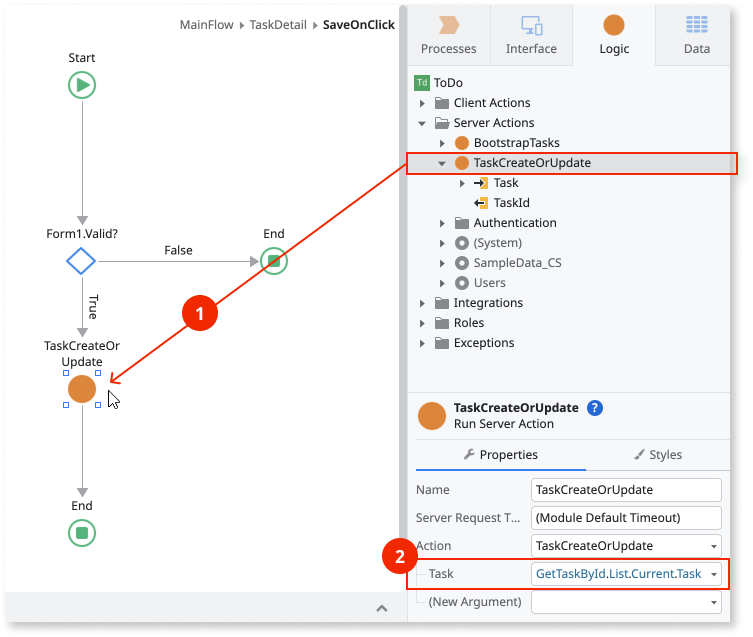 MainFlow ▸ TaskDetail ▸ SaveOnClick
Start
Form1.Valid?
False
End
True
TaskCreateOr
Update
End
1
Processes
Interface
Logic
Data
Td ToDo
Client Actions
Server Actions
BootstrapTasks
TaskCreateOrUpdate
Task
TaskId
Authentication
(System)
SampleData_CS
Users
Integrations
Roles
Exceptions
TaskCreateOrUpdate ?
Run Server Action
Properties
Styles
Name TaskCreateOrUpdate
Server Request T... (Module Default Timeout)
Action TaskCreateOrUpdate
2
Task GetTaskById.List.Current.Task
(New Argument)